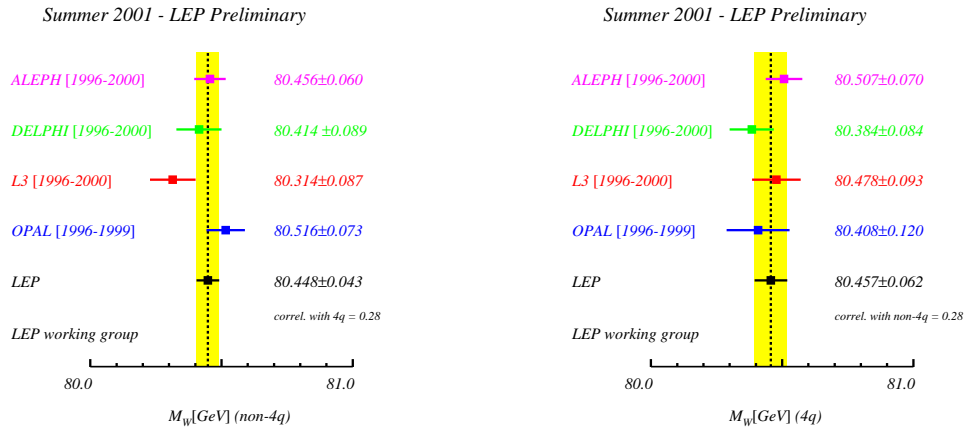 Summer 2001 - LEP Preliminary
ALEPH [1996-2000] 80.456±0.060
DELPHI [1996-2000] 80.414 ±0.089
L3 [1996-2000] 80.314±0.087
OPAL [1996-1999] 80.516±0.073
LEP 80.448±0.043
correl. with 4q = 0.28
LEP working group
80.0 81.0
M_W[GeV] (non-4q)
Summer 2001 - LEP Preliminary
ALEPH [1996-2000] 80.507±0.070
DELPHI [1996-2000] 80.384±0.084
L3 [1996-2000] 80.478±0.093
OPAL [1996-1999] 80.408±0.120
LEP 80.457±0.062
correl. with non-4q = 0.28
LEP working group
80.0 81.0
M_W[GeV] (4q)